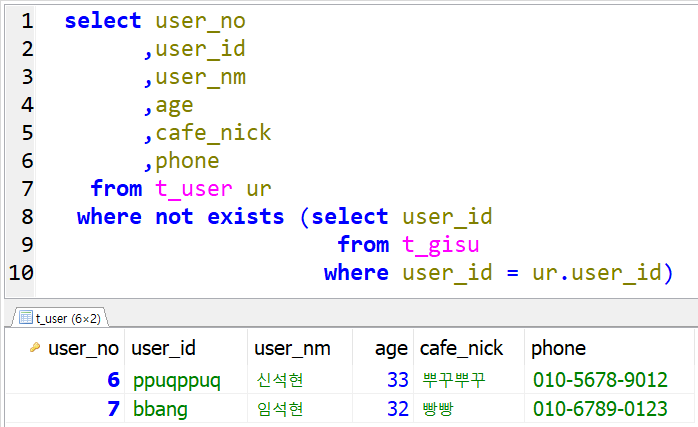 1 select user_no
2 ,user_id
3 ,user_nm
4 ,age
5 ,cafe_nick
6 ,phone
7 from t_user ur
8 where not exists (select user_id
9 from t_gisu
10 where user_id = ur.user_id)
t_user (6×2)
user_no user_id user_nm age cafe_nick phone
6 ppuqppuq 신석현 33 뿌꾸뿌꾸 010-5678-9012
7 bbang 임석현 32 빵빵 010-6789-0123